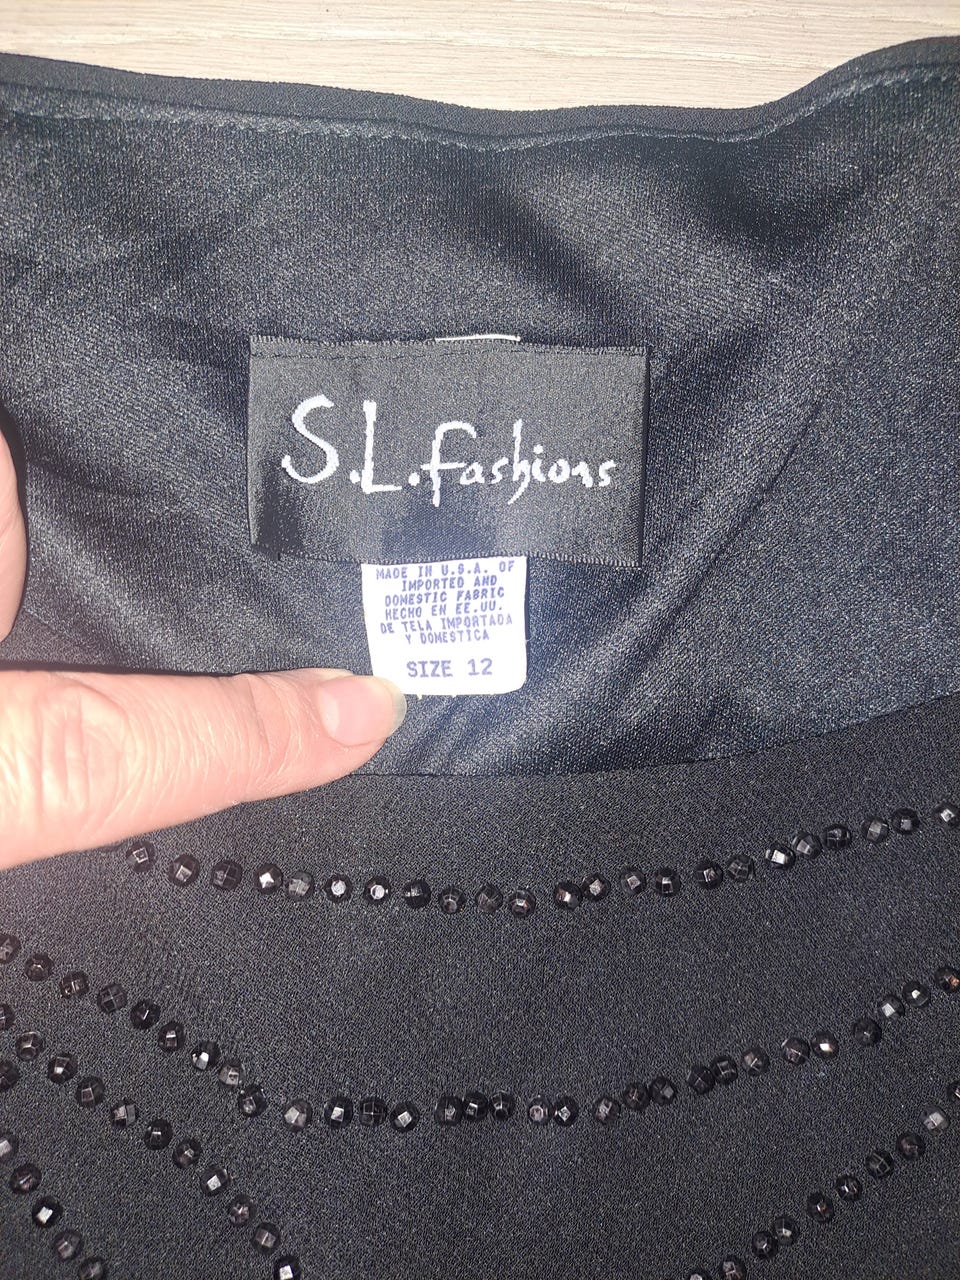 S.L.fashions
MADE IN U.S.A. OF
IMPORTED AND
DOMESTIC FABRIC
HECHO EN EE.UU.
DE TELA IMPORTADA
Y DOMESTICA
SIZE 12